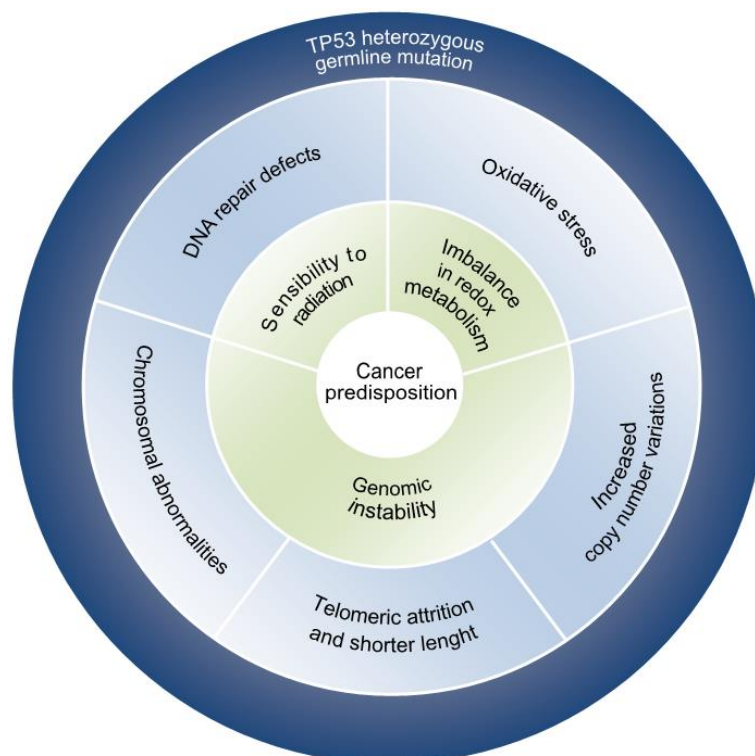 TP53 heterozygous
germline mutation
DNA repair defects
Oxidative stress
Sensibility to
radiation
Imbalance
in redox
metabolism
Cancer
predisposition
Chromosomal abnormalities
Increased
copy number variations
Genomic
instability
Telomeric attrition
and shorter lenght